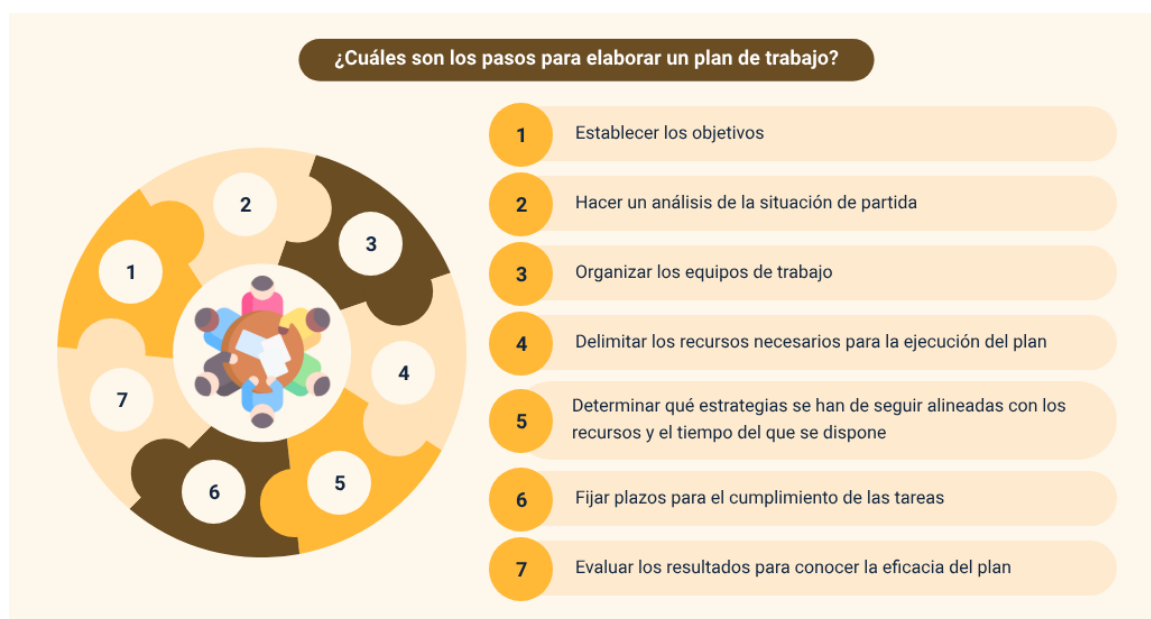 ¿Cuáles son los pasos para elaborar un plan de trabajo?
1
2
3
4
5
6
7
1 Establecer los objetivos
2 Hacer un análisis de la situación de partida
3 Organizar los equipos de trabajo
4 Delimitar los recursos necesarios para la ejecución del plan
5 Determinar qué estrategias se han de seguir alineadas con los
recursos y el tiempo del que se dispone
6 Fijar plazos para el cumplimiento de las tareas
7 Evaluar los resultados para conocer la eficacia del plan